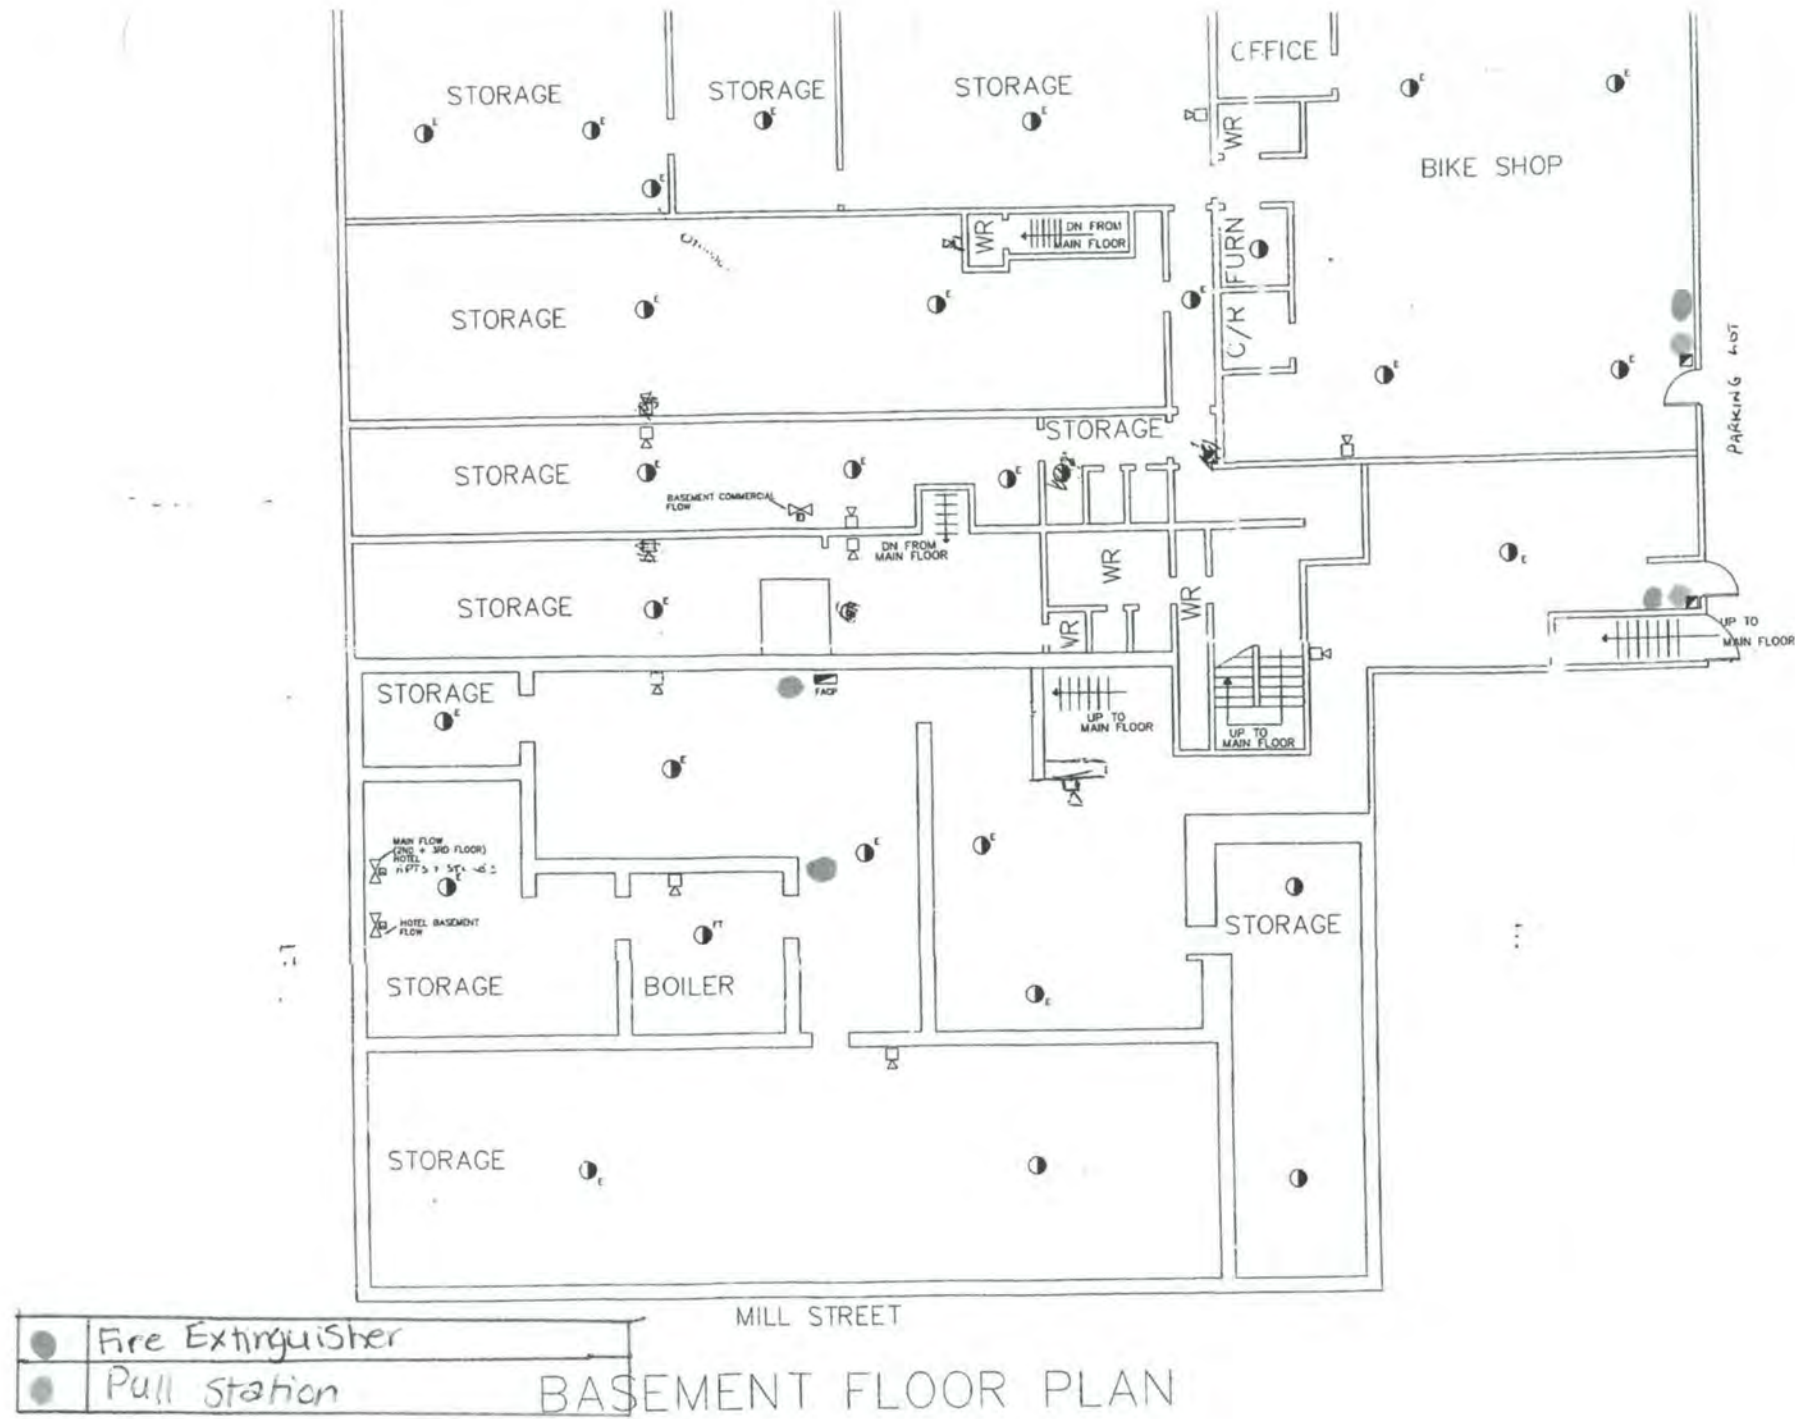 CFFICE
STORAGE
STORAGE
STORAGE
E
E
E
E
E
E
WR
BIKE SHOP
E
WR
DN FROM
MAIN FLOOR
FURN
STORAGE
E
E
E
C/R
PARKING LOT
E
E
STORAGE
STORAGE
E
E
E
BASEMENT COMMERCIAL
FLOW
DN FROM
MAIN FLOOR
E
WR
STORAGE
E
WR
WR
UP TO
MAIN FLOOR
STORAGE
E
FACP
UP TO
MAIN FLOOR
UP TO
MAIN FLOOR
E
MAIN FLOW
(2ND + 3RD FLOOR)
HOTEL
E
E
E
HOTEL BASEMENT
FLOW
FT
STORAGE
STORAGE
BOILER
E
STORAGE
E
MILL STREET
Fire Extinguisher
Pull Station
BASEMENT FLOOR PLAN